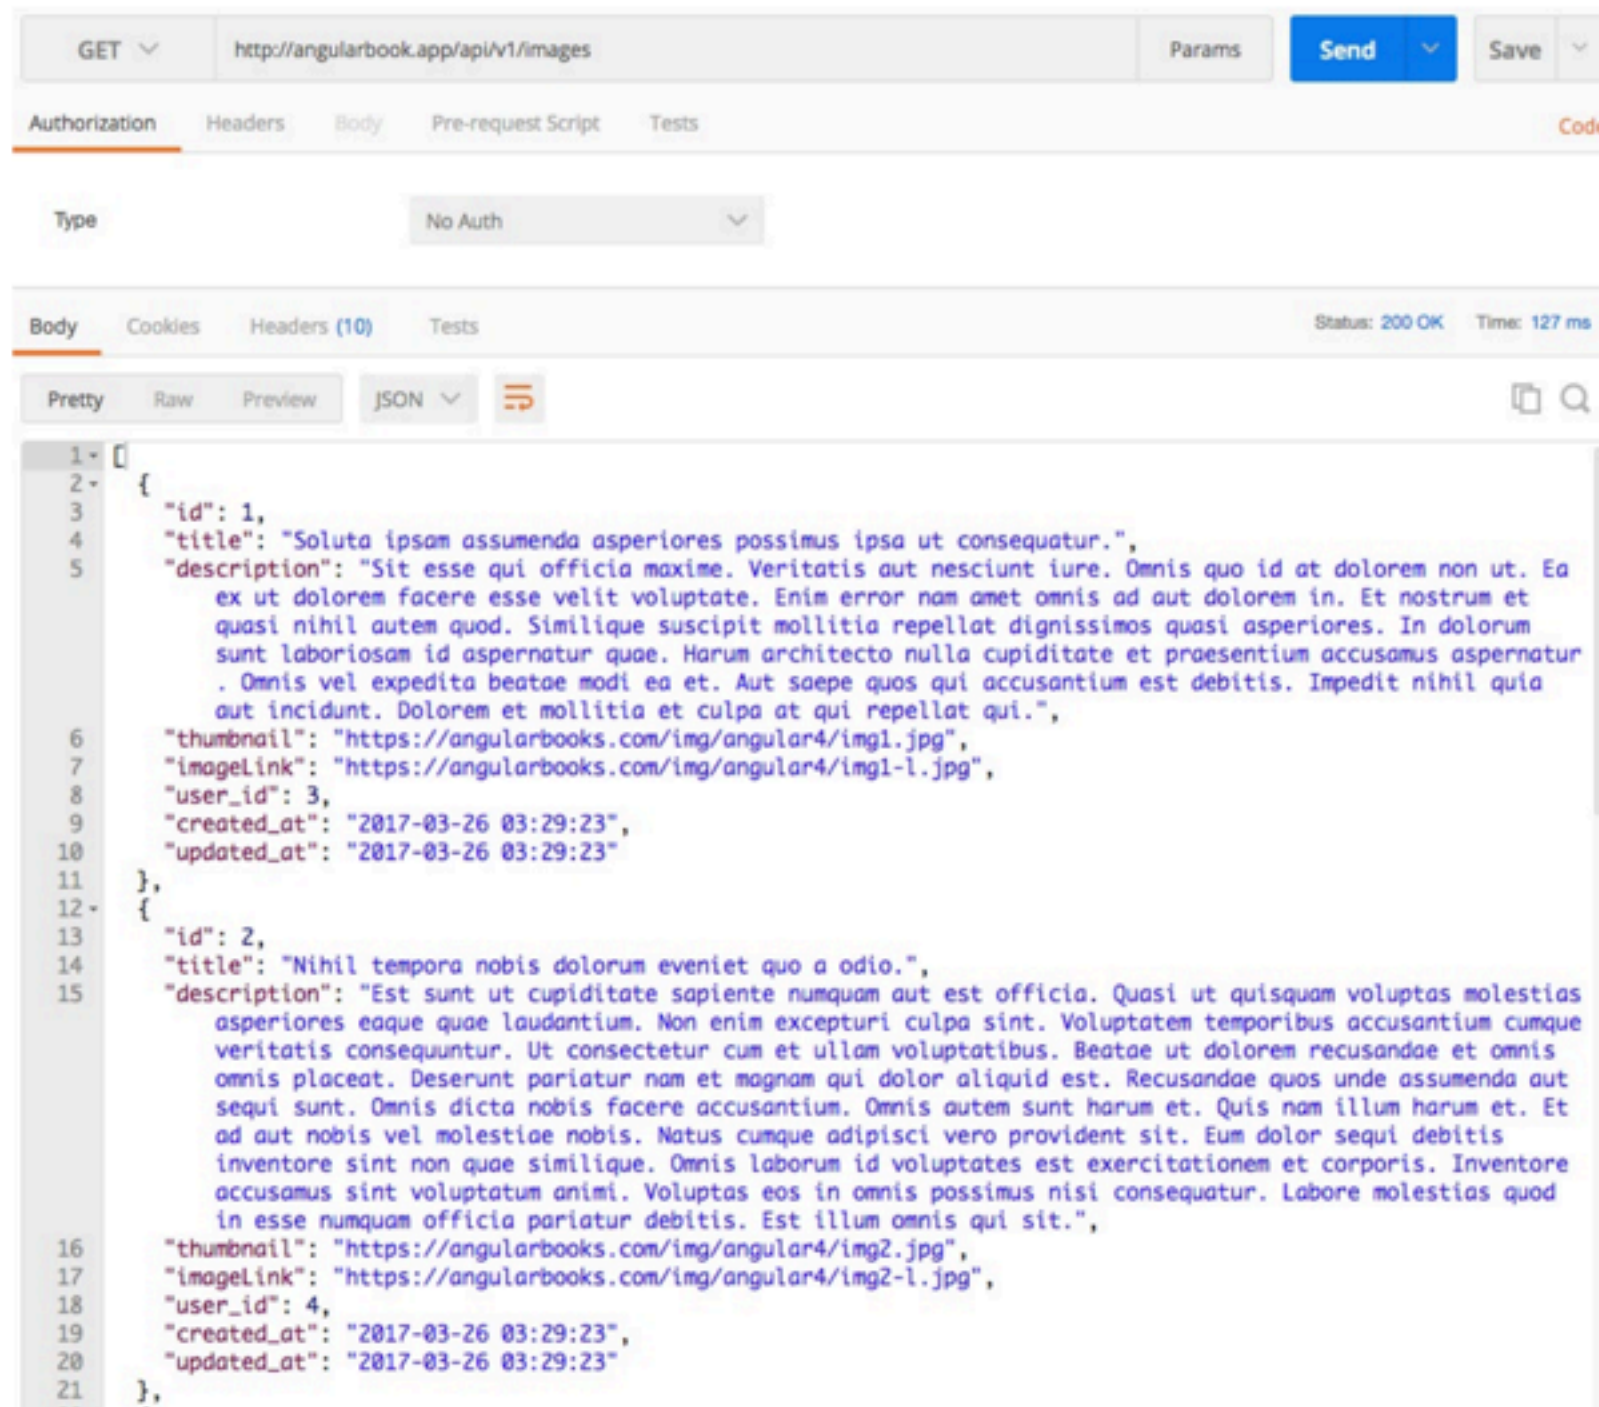 GET http://angularbook.app/api/v1/images Params Send Save
Authorization Headers Body Pre-request Script Tests Code
Type No Auth
Body Cookies Headers (10) Tests Status: 200 OK Time: 127 ms
Pretty Raw Preview JSON
1 [
2 {
3 "id": 1,
4 "title": "Soluta ipsam assumenda asperiores possimus ipsa ut consequatur.",
5 "description": "Sit esse qui officia maxime. Veritatis aut nesciunt iure. Omnis quo id at dolorem non ut. Ea
ex ut dolorem facere esse velit voluptate. Enim error nam amet omnis ad aut dolorem in. Et nostrum et
quasi nihil autem quod. Similique suscipit mollitia repellat dignissimos quasi asperiores. In dolorum
sunt laboriosam id aspernatur quae. Harum architecto nulla cupiditate et praesentium accusamus aspernatur
. Omnis vel expedita beatae modi ea et. Aut saepe quos qui accusantium est debitis. Impedit nihil quia
aut incidunt. Dolorem et mollitia et culpa at qui repellat qui.",
6 "thumbnail": "https://angularbooks.com/img/angular4/img1.jpg",
7 "imageLink": "https://angularbooks.com/img/angular4/img1-l.jpg",
8 "user_id": 3,
9 "created_at": "2017-03-26 03:29:23",
10 "updated_at": "2017-03-26 03:29:23"
11 },
12 {
13 "id": 2,
14 "title": "Nihil tempora nobis dolorum eveniet quo a odio.",
15 "description": "Est sunt ut cupiditate sapiente numquam aut est officia. Quasi ut quisquam voluptas molestias
asperiores eaque quae laudantium. Non enim excepturi culpa sint. Voluptatem temporibus accusantium cumque
veritatis consequuntur. Ut consectetur cum et ullam voluptatibus. Beatae ut dolorem recusandae et omnis
omnis placeat. Deserunt pariatur nam et magnam qui dolor aliquid est. Recusandae quos unde assumenda aut
sequi sunt. Omnis dicta nobis facere accusantium. Omnis autem sunt harum et. Quis nam illum harum et. Et
ad aut nobis vel molestiae nobis. Natus cumque adipisci vero provident sit. Eum dolor sequi debitis
inventore sint non quae similique. Omnis laborum id voluptates est exercitationem et corporis. Inventore
accusamus sint voluptatum animi. Voluptas eos in omnis possimus nisi consequatur. Labore molestias quod
in esse numquam officia pariatur debitis. Est illum omnis qui sit.",
16 "thumbnail": "https://angularbooks.com/img/angular4/img2.jpg",
17 "imageLink": "https://angularbooks.com/img/angular4/img2-l.jpg",
18 "user_id": 4,
19 "created_at": "2017-03-26 03:29:23",
20 "updated_at": "2017-03-26 03:29:23"
21 },